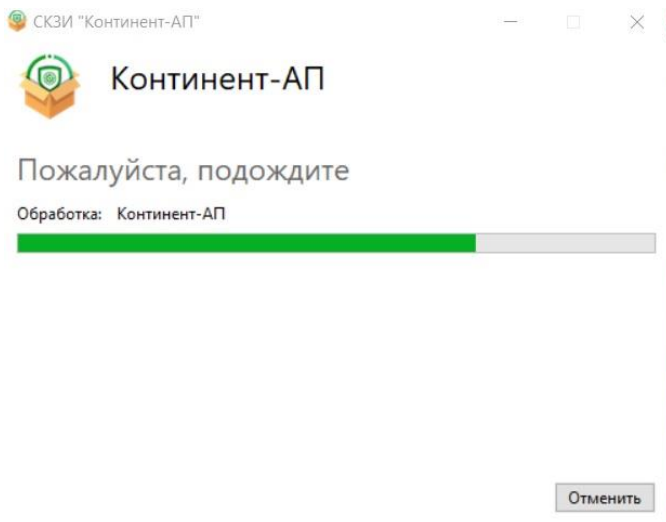 СКЗИ "Континент-АП"
Континент-АП
Пожалуйста, подождите
Обработка: Континент-АП
Отменить